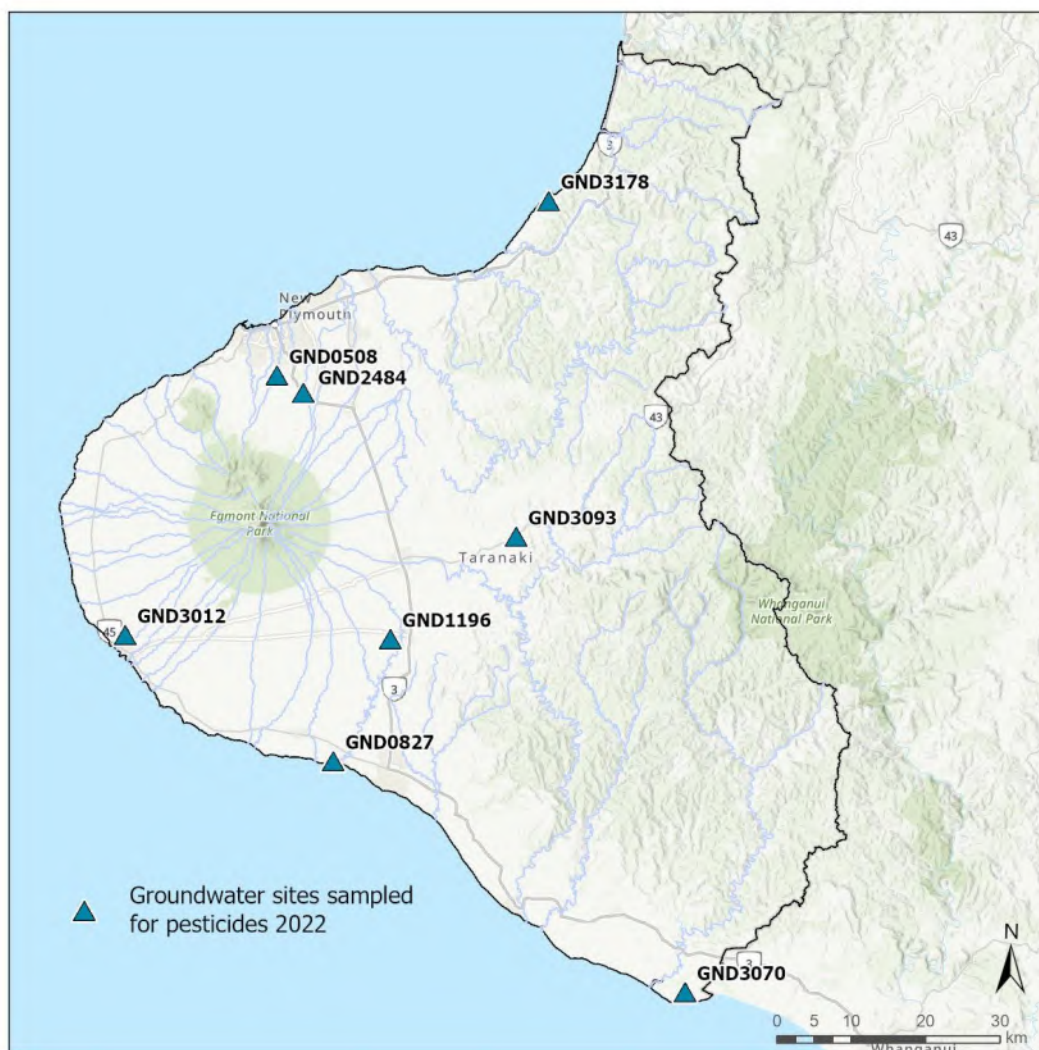 3
GND3178
43
New
Plymouth
GND0508
GND2484
43
Egmont National
Park
GND3093
Taranaki
Whanganui
National Park
GND3012
45
GND1196
3
GND0827
Groundwater sites sampled
for pesticides 2022
N
3
GND3070
0 5 10 20 30
km
Whanganui